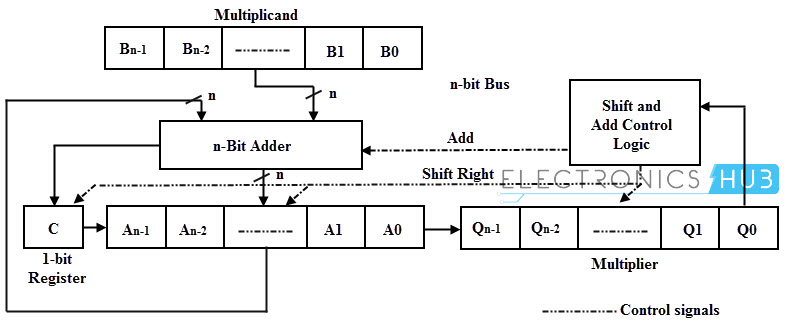 Multiplicand
Bn-1 Bn-2 B1 B0
n n
n-bit Bus
Shift and
Add Control
Logic
n-Bit Adder
Add
n
Shift Right
ELECTRONICS HUB
C
An-1 An-2 A1 A0
Qn-1 Qn-2 Q1 Q0
1-bit
Register
Multiplier
Control signals